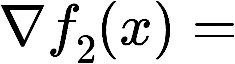 ∇f₂(x) =